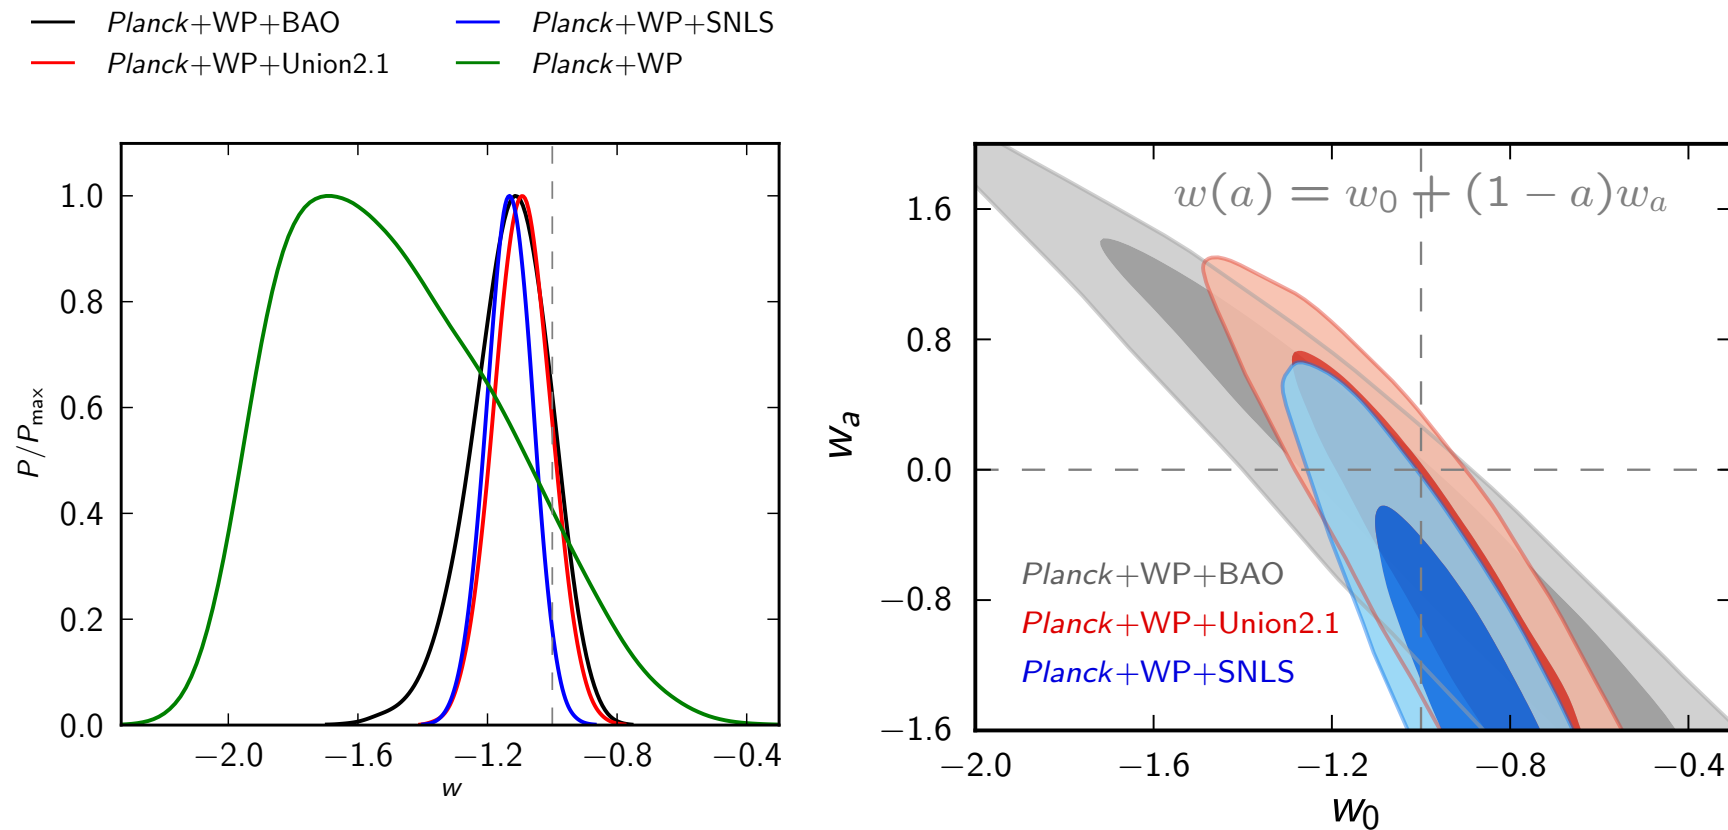 Planck+WP+BAO
Planck+WP+SNLS
Planck+WP+Union2.1
Planck+WP
1.0
0.8
0.6
0.4
0.2
0.0
P/Pmax
−2.0 −1.6 −1.2 −0.8 −0.4
w
w(a) = w₀ + (1 − a)wₐ
1.6
0.8
0.0
−0.8
−1.6
wₐ
Planck+WP+BAO
Planck+WP+Union2.1
Planck+WP+SNLS
−2.0 −1.6 −1.2 −0.8 −0.4
w₀